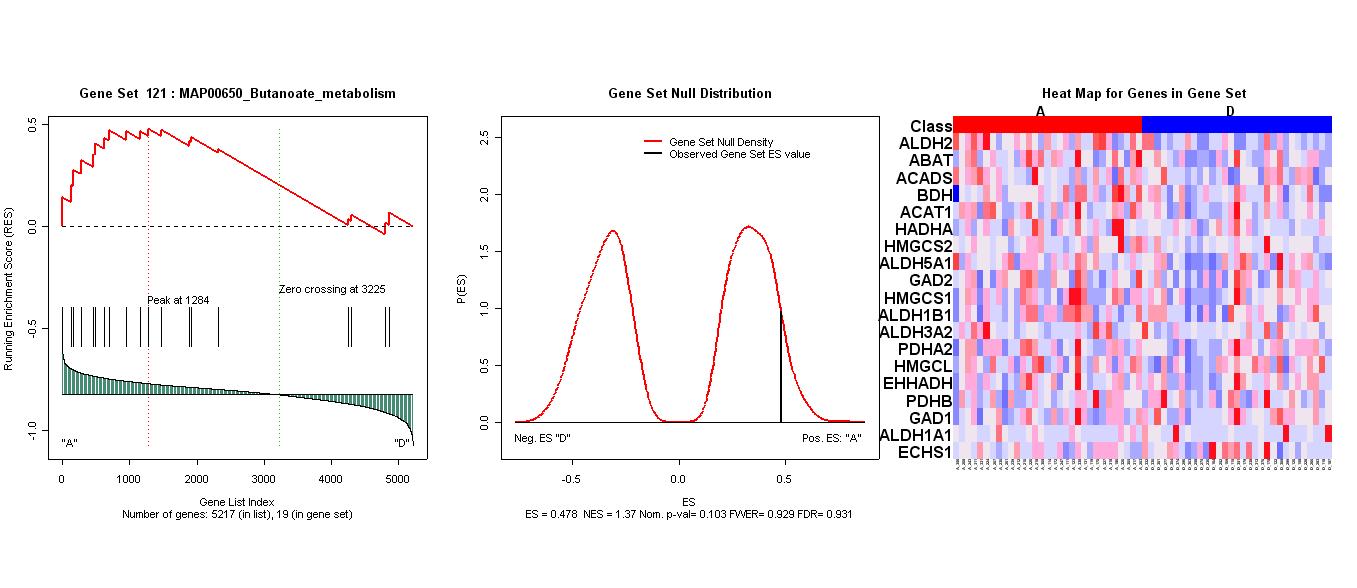 Gene Set 121 : MAP00650_Butanoate_metabolism
Running Enrichment Score (RES)
0.5
0.0
-0.5
-1.0
Peak at 1284
Zero crossing at 3225
"A"
"D"
0 1000 2000 3000 4000 5000
Gene List Index
Number of genes: 5217 (in list), 19 (in gene set)
Gene Set Null Distribution
P(ES)
2.5
2.0
1.5
1.0
0.5
0.0
Gene Set Null Density
Observed Gene Set ES value
Neg. ES "D"
Pos. ES: "A"
-0.5 0.0 0.5
ES
ES = 0.478 NES = 1.37 Nom. p-val= 0.103 FWER= 0.929 FDR= 0.931
Heat Map for Genes in Gene Set
A D
Class
ALDH2
ABAT
ACADS
BDH
ACAT1
HADHA
HMGCS2
ALDH5A1
GAD2
HMGCS1
ALDH1B1
ALDH3A2
PDHA2
HMGCL
EHHADH
PDHB
GAD1
ALDH1A1
ECHS1